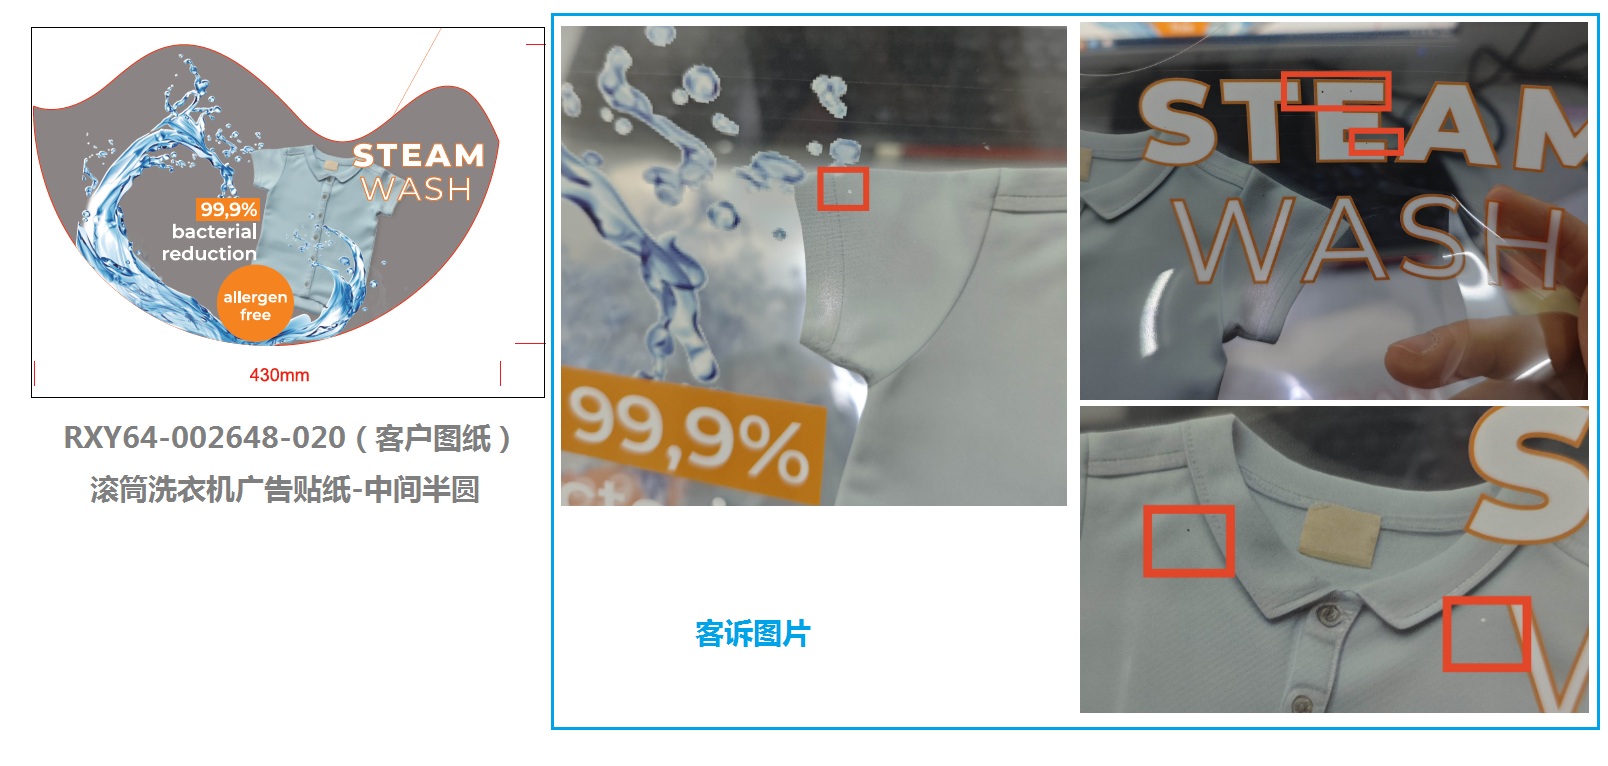 STEAM
WASH
99,9%
bacterial
reduction
allergen
free
430mm
RXY64-002648-020（客户图纸）
滚筒洗衣机广告贴纸-中间半圆
99,9%
STEAM
WASH
S
客诉图片